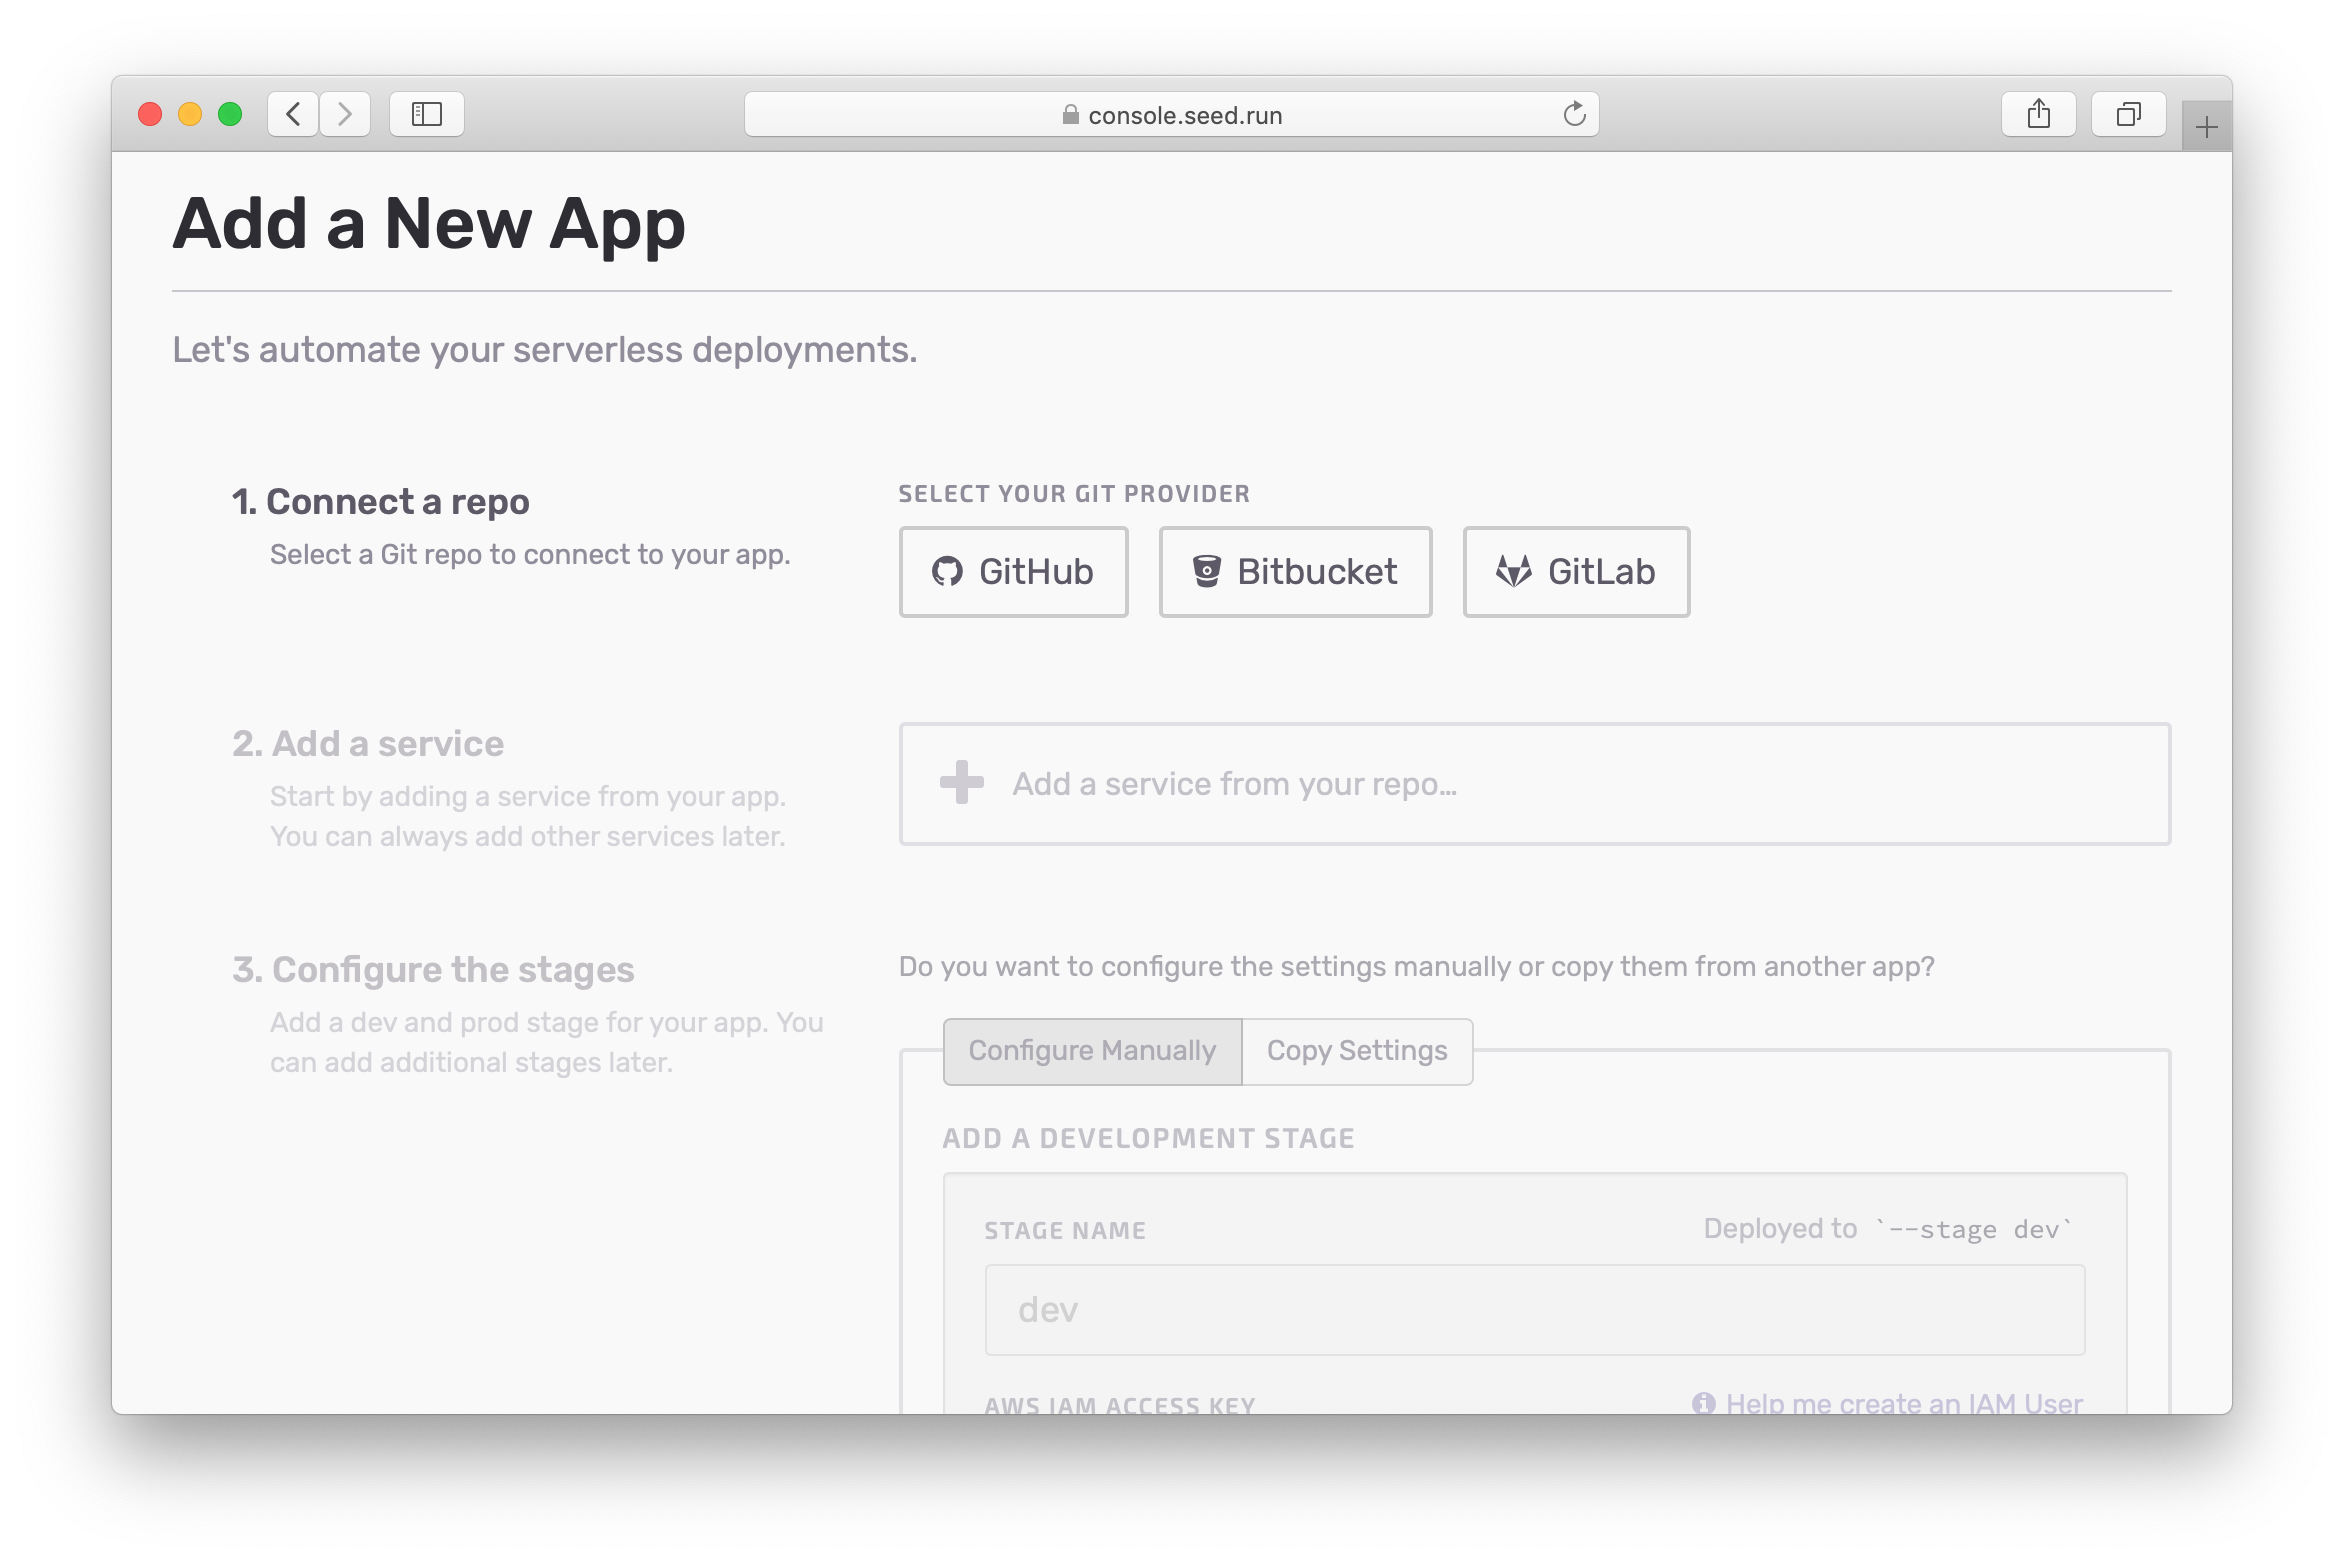 console.seed.run
Add a New App
Let's automate your serverless deployments.
1. Connect a repo
Select a Git repo to connect to your app.
SELECT YOUR GIT PROVIDER
GitHub
Bitbucket
GitLab
2. Add a service
Start by adding a service from your app.
You can always add other services later.
Add a service from your repo...
3. Configure the stages
Add a dev and prod stage for your app. You
can add additional stages later.
Do you want to configure the settings manually or copy them from another app?
Configure Manually
Copy Settings
ADD A DEVELOPMENT STAGE
STAGE NAME
Deployed to `--stage dev`
dev
AWS IAM ACCESS KEY
Help me create an IAM User